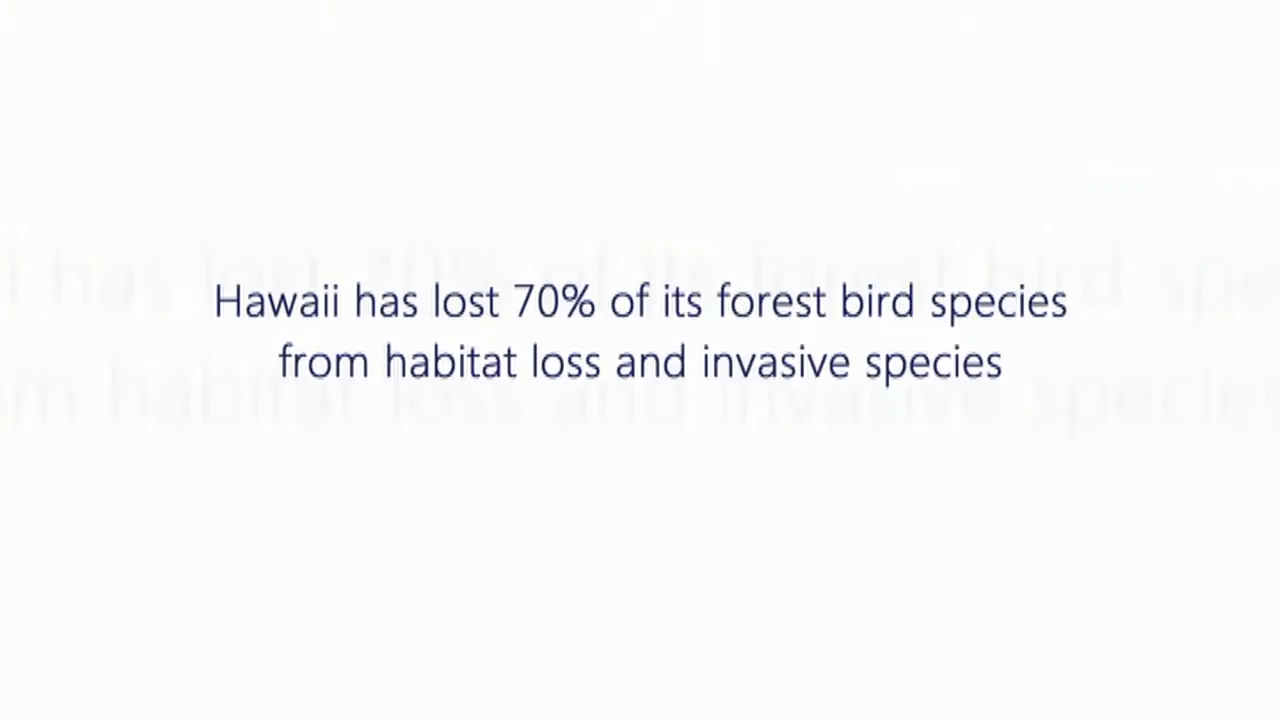 Hawaii has lost 70% of its forest bird species
from habitat loss and invasive species